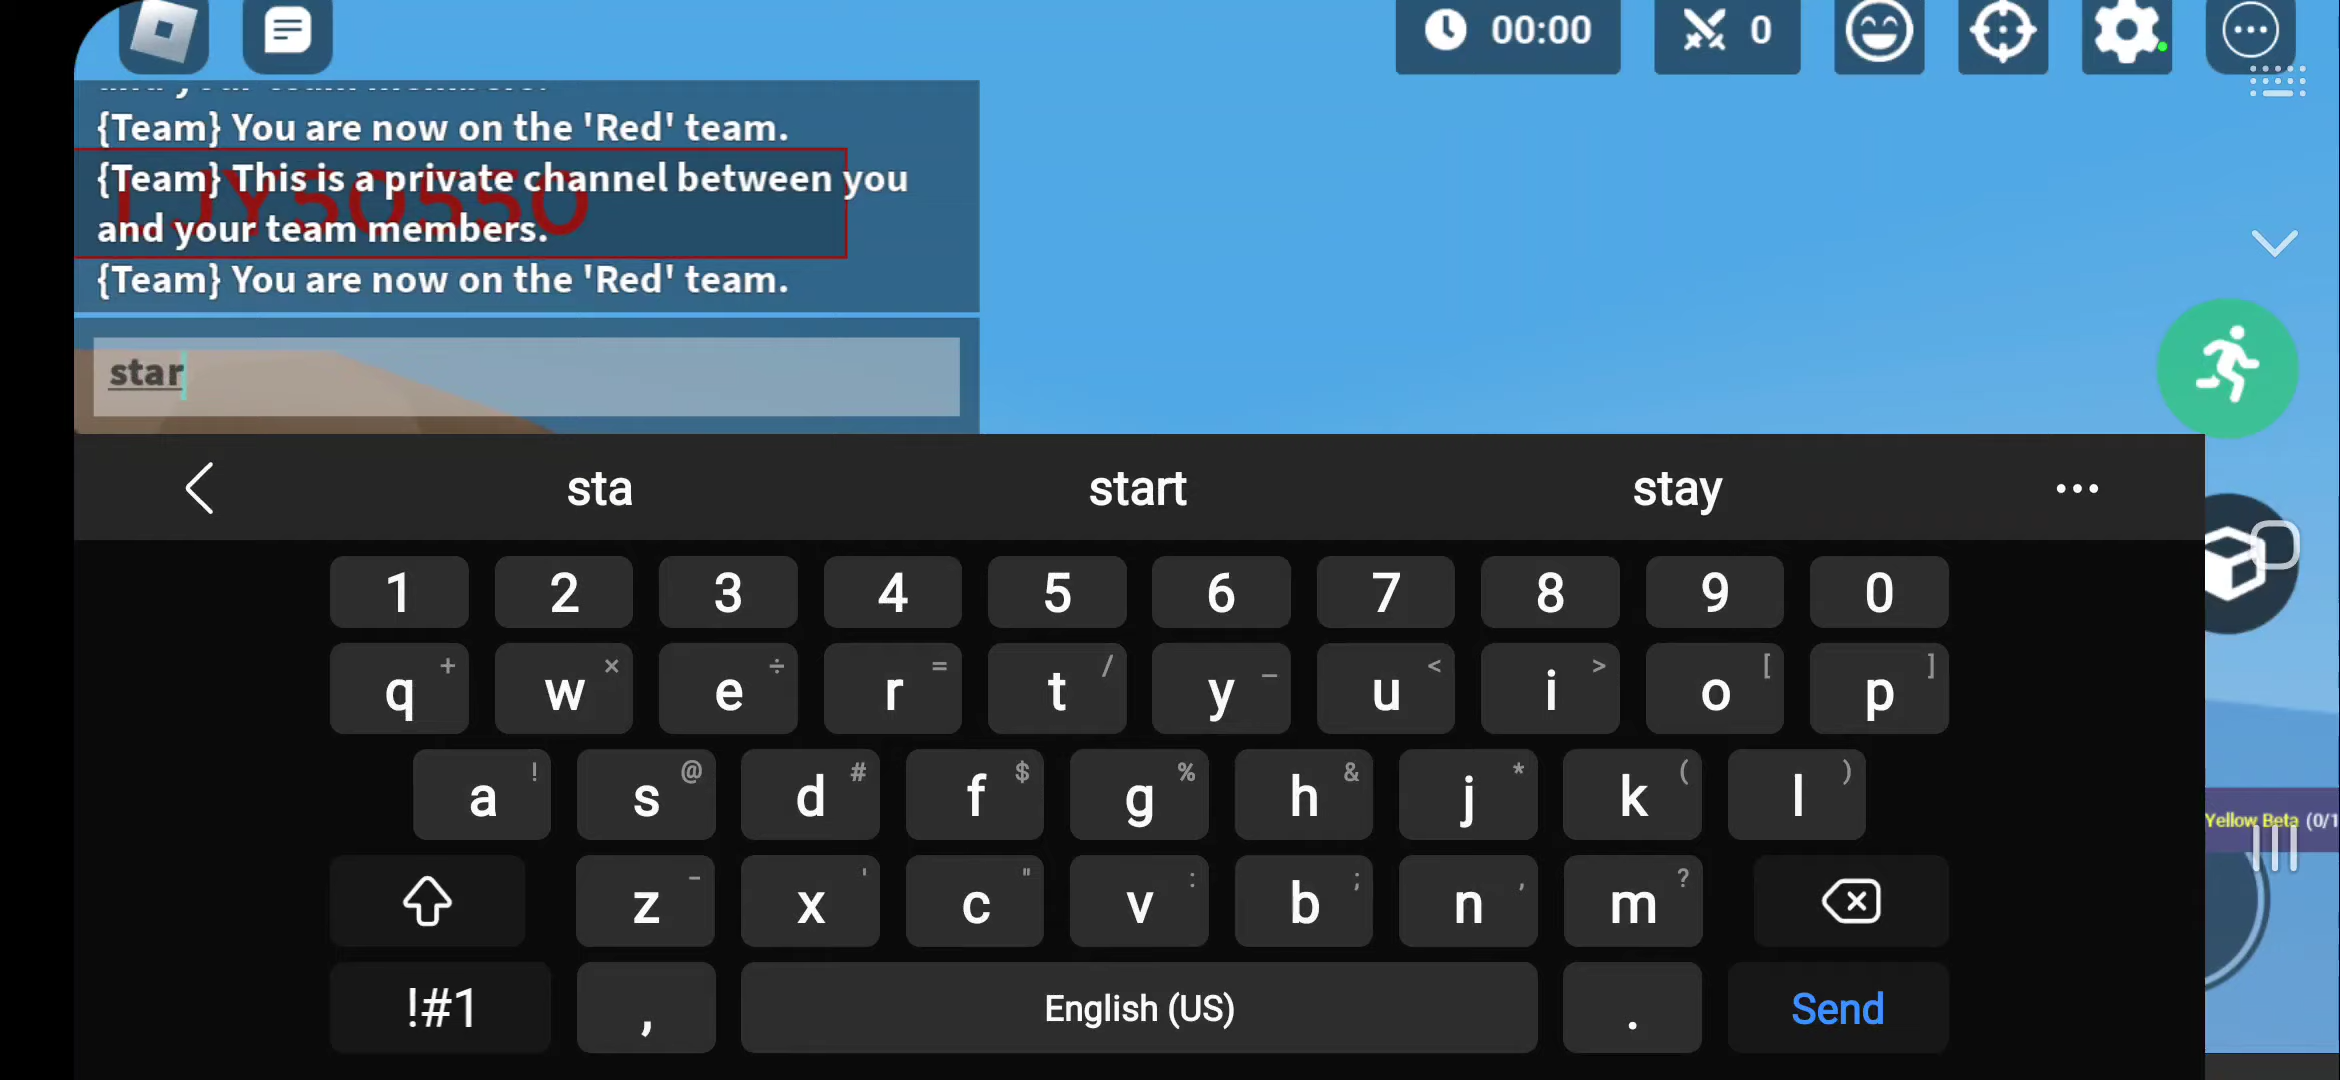 00:00 0
{Team} You are now on the 'Red' team.
{Team} This is a private channel between you
and your team members.
{Team} You are now on the 'Red' team.
star
sta start stay ...
1 2 3 4 5 6 7 8 9 0
+ × ÷ = / _ < > [ ]
q w e r t y u i o p
! @ # $ % & * ( )
a s d f g h j k l
- ' " : ; , ?
z x c v b n m
!#1 , English (US) . Send
Yellow Beta (0/1